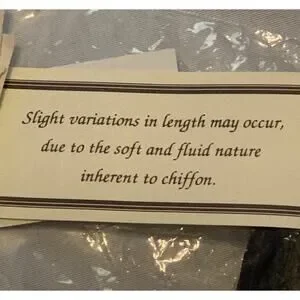 Slight variations in length may occur,
due to the soft and fluid nature
inherent to chiffon.